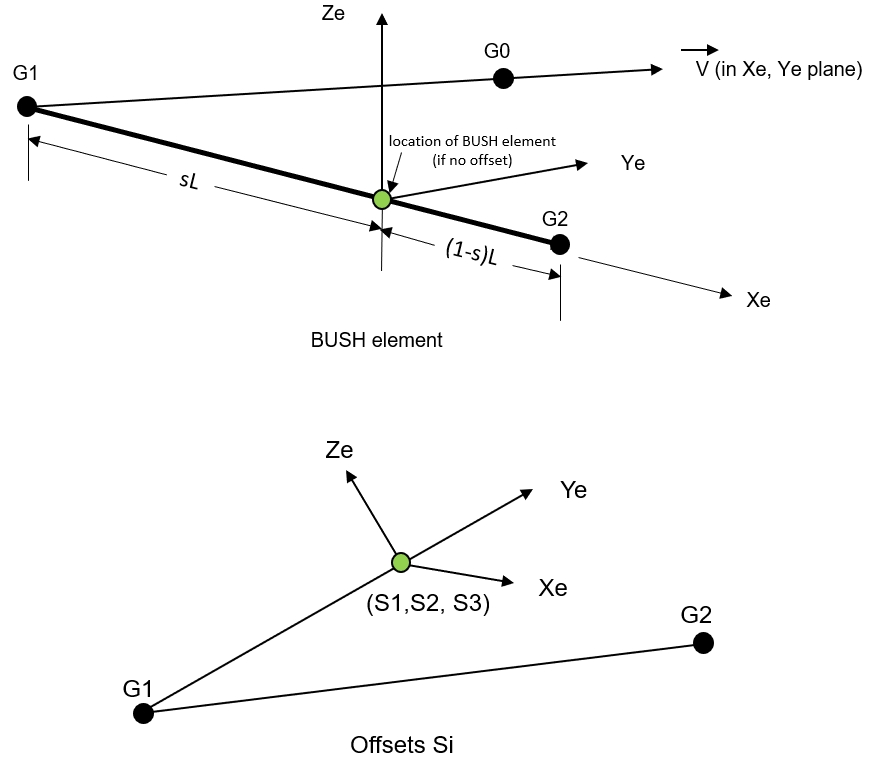 Ze
G0
V (in Xe, Ye plane)
G1
location of BUSH element
(if no offset)
Ye
sL
G2
(1-s)L
Xe
BUSH element
Ze
Ye
Xe
(S1,S2, S3)
G2
G1
Offsets Si